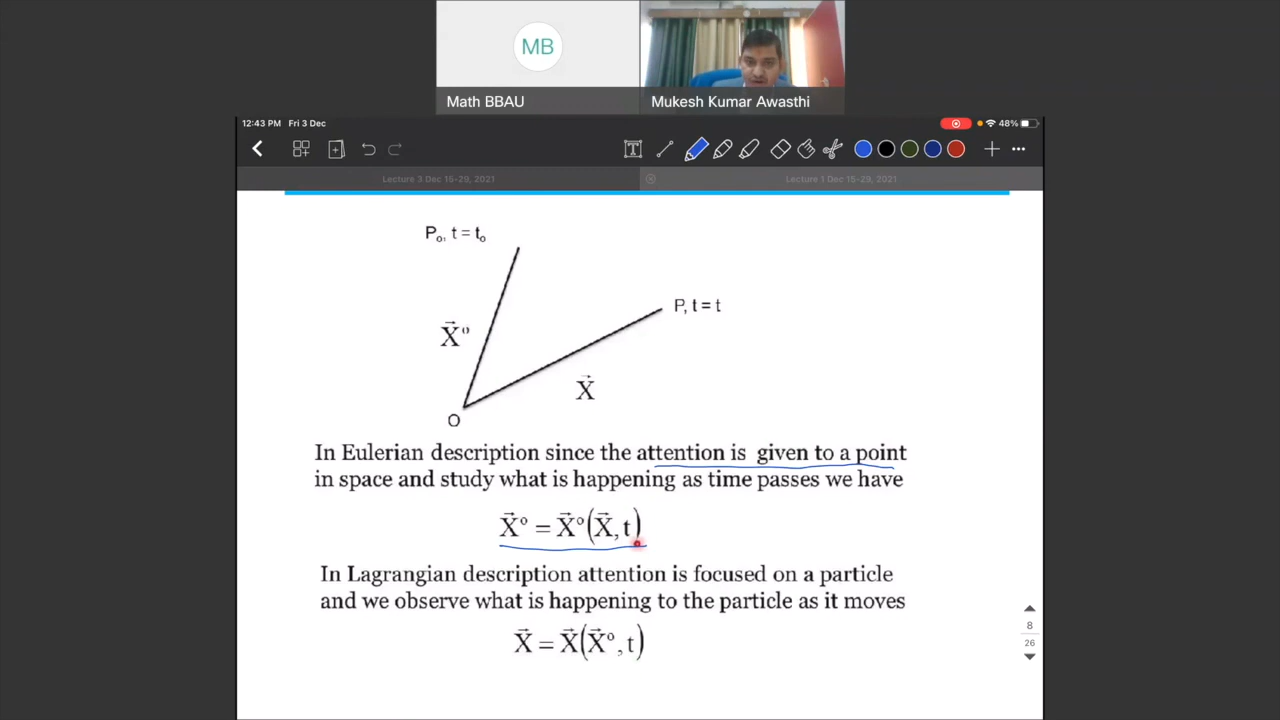 MB
Math BBAU
Mukesh Kumar Awasthi
12:43 PM Fri 3 Dec
48%
T
Lecture 3 Dec 15-29, 2021
Lecture 1 Dec 15-29, 2021
Pₒ, t = tₒ
X⃗ᵒ
P, t = t
X⃗
O
In Eulerian description since the attention is given to a point
in space and study what is happening as time passes we have
X⃗ᵒ = X⃗ᵒ(X⃗, t)
In Lagrangian description attention is focused on a particle
and we observe what is happening to the particle as it moves
X⃗ = X⃗(X⃗ᵒ, t)
8
26